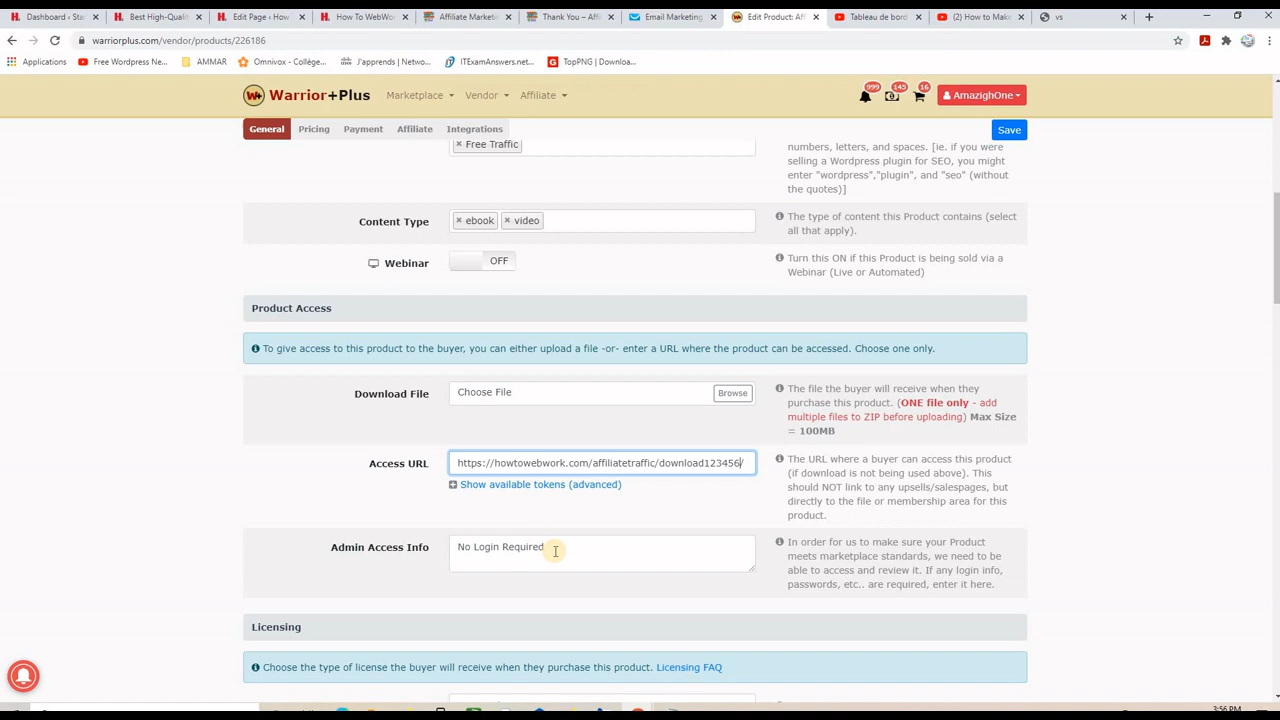 Dashboard ‹ Star
Best High-Quali
Edit Page ‹ How
How To WebWor
Affiliate Market
Thank You – Affi
Email Marketing
Edit Product: Aff
Tableau de bord
(2) How to Make
vs
warriorplus.com/vendor/products/226186
Applications
Free Wordpress Ne...
AMMAR
Omnivox - Collège...
J'apprends | Netwo...
ITExamAnswers.net...
TopPNG | Downloa...
Warrior+Plus
Marketplace
Vendor
Affiliate
999
145
16
AmazighOne
General
Pricing
Payment
Affiliate
Integrations
Save
× Free Traffic
numbers, letters, and spaces. [ie. if you were
selling a Wordpress plugin for SEO, you might
enter "wordpress","plugin", and "seo" (without
the quotes)]
Content Type
× ebook
× video
The type of content this Product contains (select
all that apply).
Webinar
OFF
Turn this ON if this Product is being sold via a
Webinar (Live or Automated)
Product Access
To give access to this product to the buyer, you can either upload a file -or- enter a URL where the product can be accessed. Choose one only.
Download File
Choose File
Browse
The file the buyer will receive when they
purchase this product. (ONE file only - add
multiple files to ZIP before uploading) Max Size
= 100MB
Access URL
https://howtowebwork.com/affiliatetraffic/download123456/
Show available tokens (advanced)
The URL where a buyer can access this product
(if download is not being used above). This
should NOT link to any upsells/salespages, but
directly to the file or membership area for this
product.
Admin Access Info
No Login Required
In order for us to make sure your Product
meets marketplace standards, we need to be
able to access and review it. If any login info,
passwords, etc.. are required, enter it here.
Licensing
Choose the type of license the buyer will receive when they purchase this product. Licensing FAQ
3:56 PM